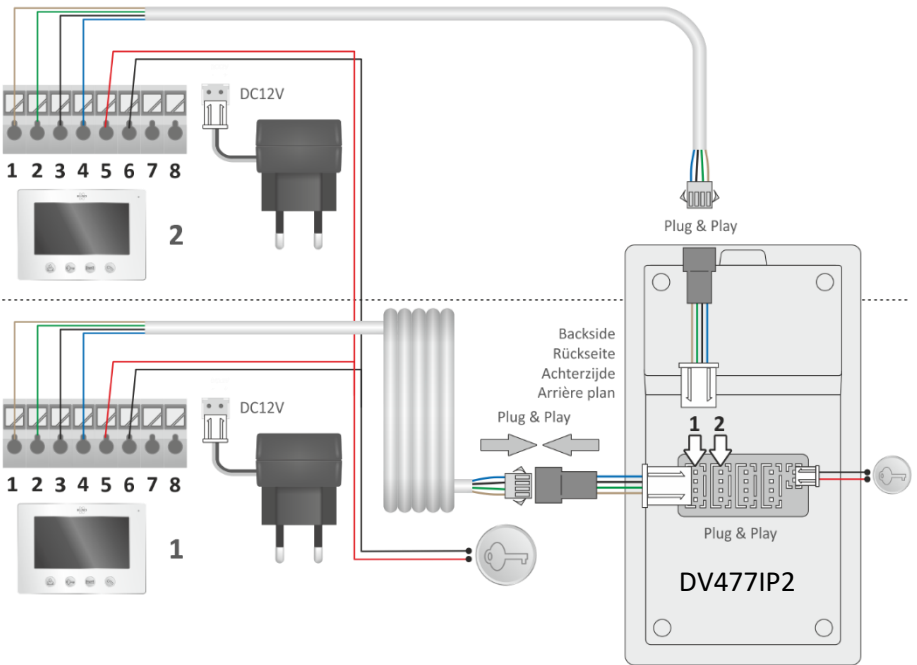 DC12V
1 2 3 4 5 6 7 8
2
Plug & Play
Backside
Rückseite
Achterzijde
Arrière plan
Plug & Play
DC12V
1 2
1 2 3 4 5 6 7 8
1
Plug & Play
DV477IP2